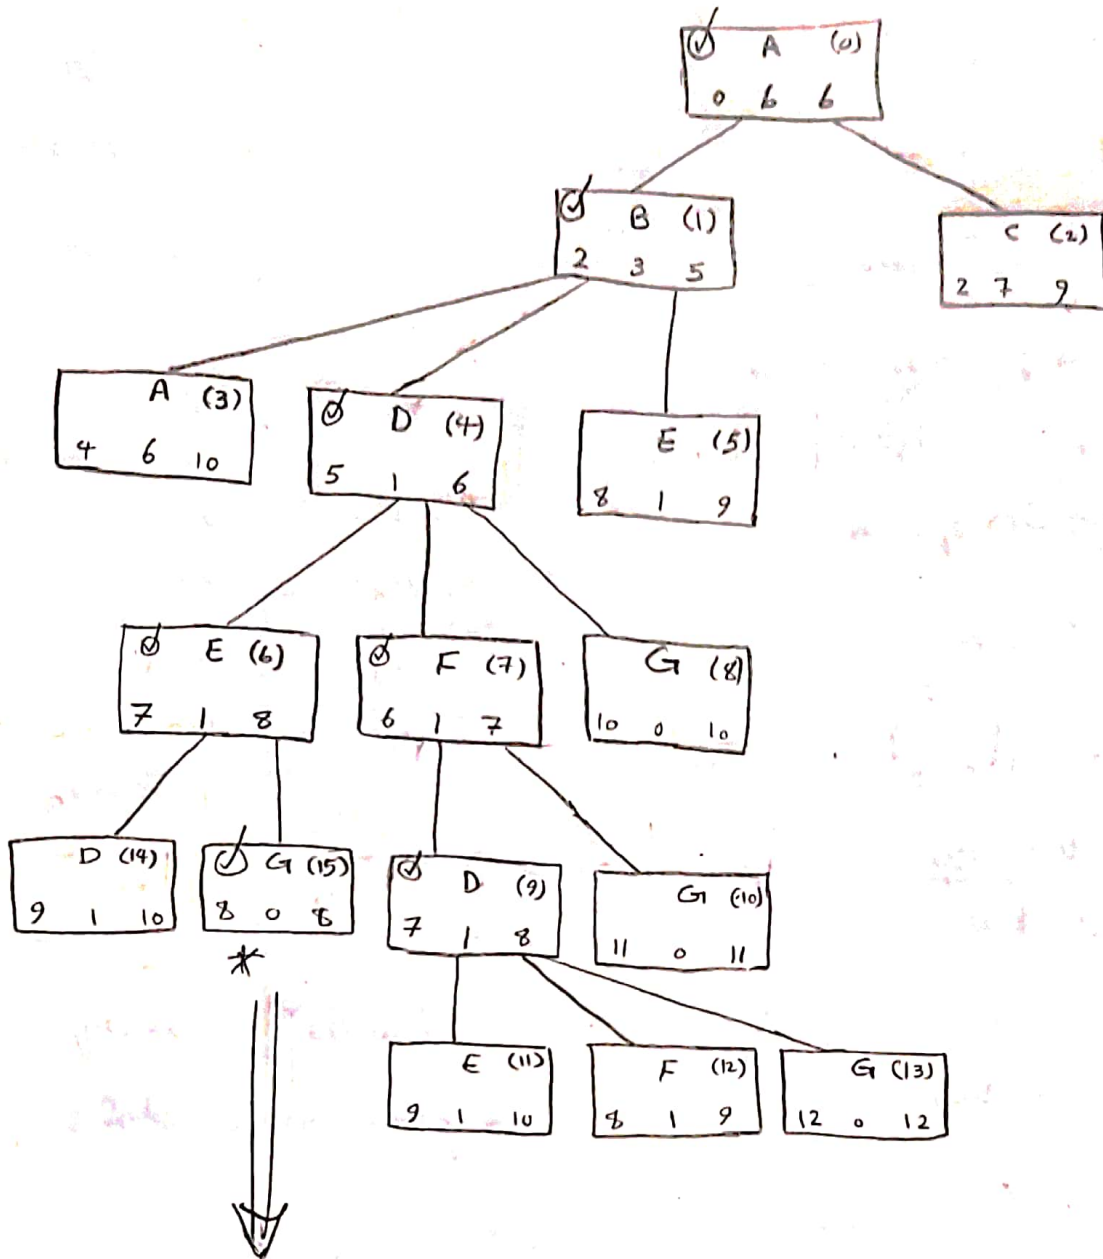 A (0)
0 6 6
B (1)
2 3 5
C (2)
2 7 9
A (3)
4 6 10
D (4)
5 1 6
E (5)
8 1 9
E (6)
7 1 8
F (7)
6 1 7
G (8)
10 0 10
D (14)
9 1 10
G (15)
8 0 8
*
D (9)
7 1 8
G (10)
11 0 11
E (11)
9 1 10
F (12)
8 1 9
G (13)
12 0 12